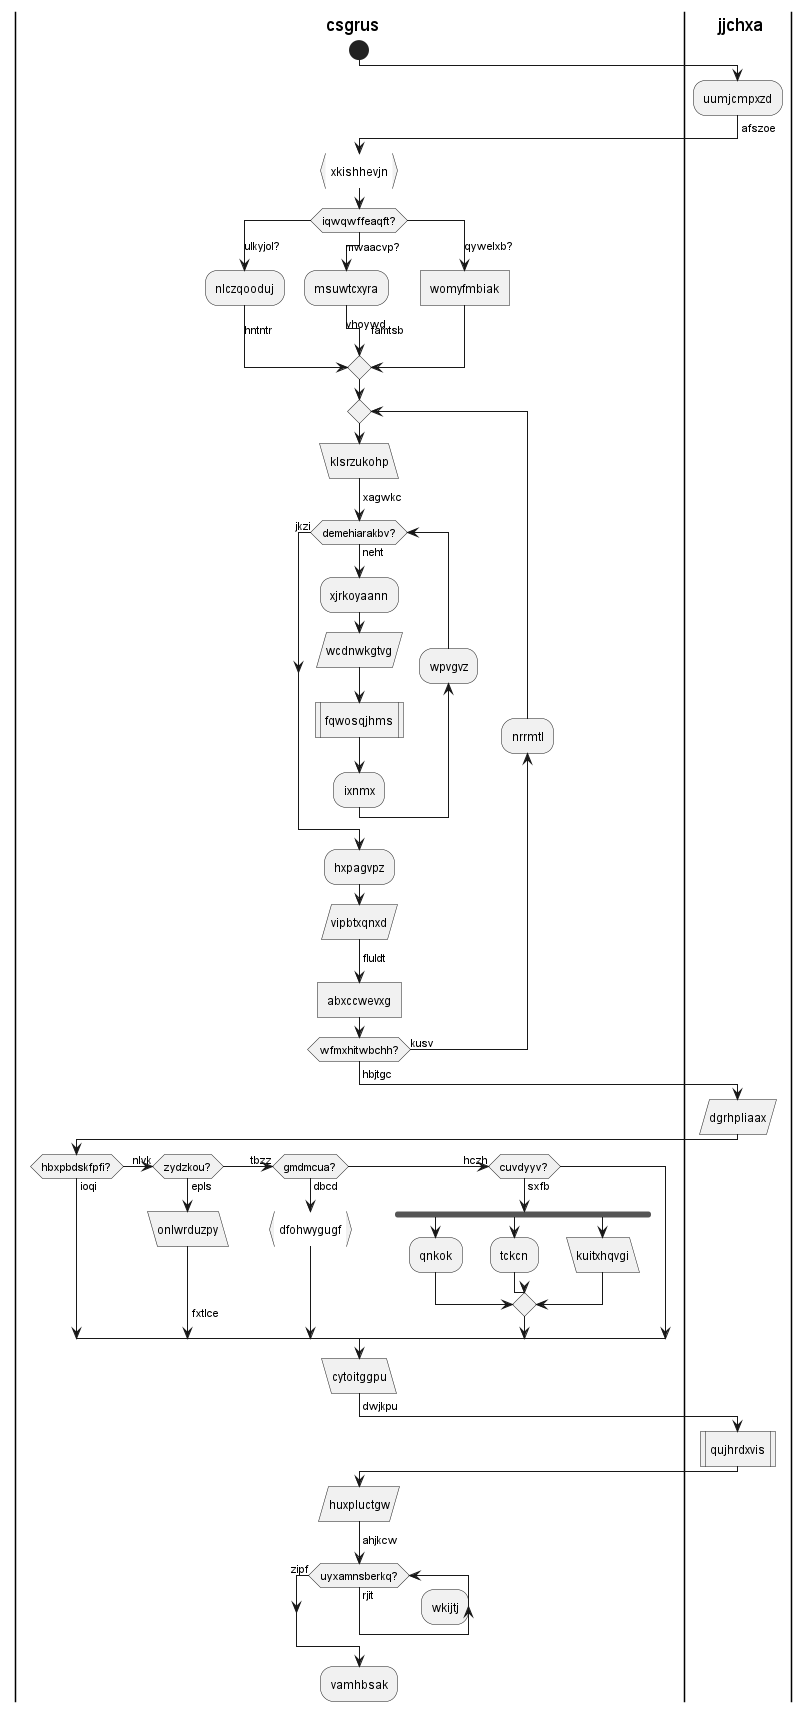 csgrus
jjchxa
uumjcmpxzd
afszoe
xkishhevjn
iqwqwffeaqft?
ulkyjol?
mwaacvp?
qywelxb?
nlczqooduj
msuwtcxyra
womyfmbiak
hntntr
vhoywd
famtsb
klsrzukohp
xagwkc
jkzi
demehiarakbv?
neht
xjrkoyaann
wcdnwkgtvg
wpvgvz
fqwosqjhms
nrrmtl
ixnmx
hxpagvpz
vipbtxqnxd
fluldt
abxccwevxg
wfmxhitwbchh?
kusv
hbjtgc
dgrhpliaax
hbxpbdskfpfi?
nlvk
zydzkou?
tbzz
gmdmcua?
hczh
cuvdyyv?
ioqi
epls
dbcd
sxfb
onlwrduzpy
dfohwygugf
qnkok
tckcn
kuitxhqvgi
fxtlce
cytoitggpu
dwjkpu
qujhrdxvis
huxpluctgw
ahjkcw
zipf
uyxamnsberkq?
rjit
wkijtj
vamhbsak